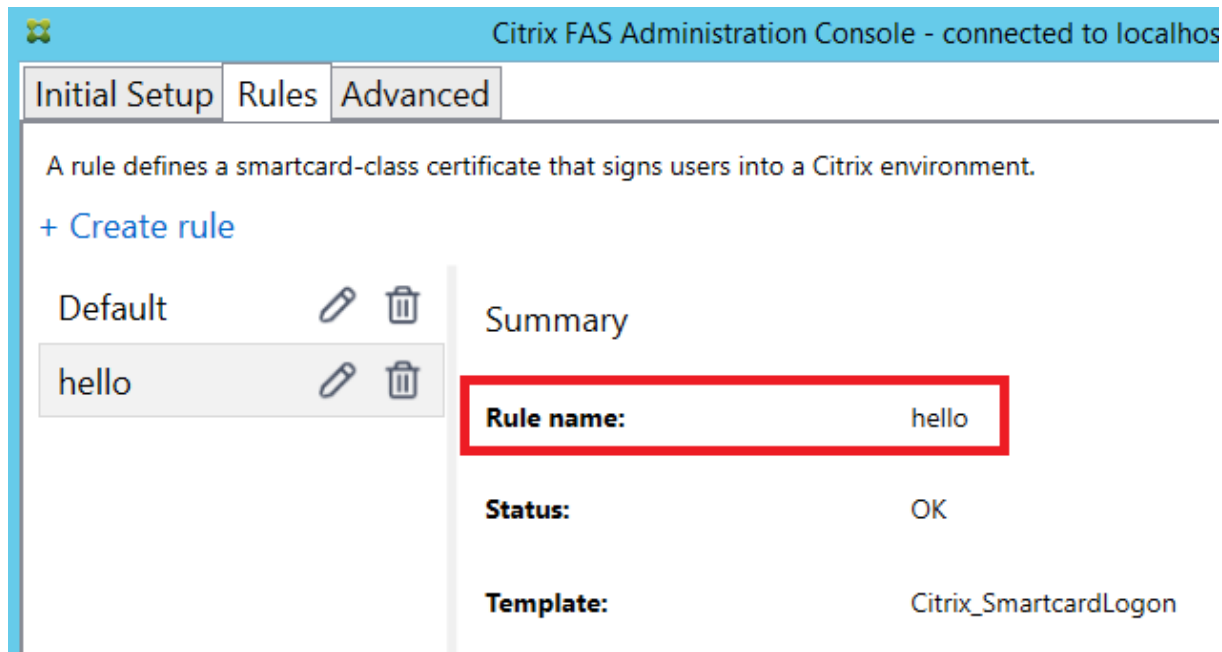 Citrix FAS Administration Console - connected to localhos
Initial Setup Rules Advanced
A rule defines a smartcard-class certificate that signs users into a Citrix environment.
+ Create rule
Default
hello
Summary
Rule name: hello
Status: OK
Template: Citrix_SmartcardLogon